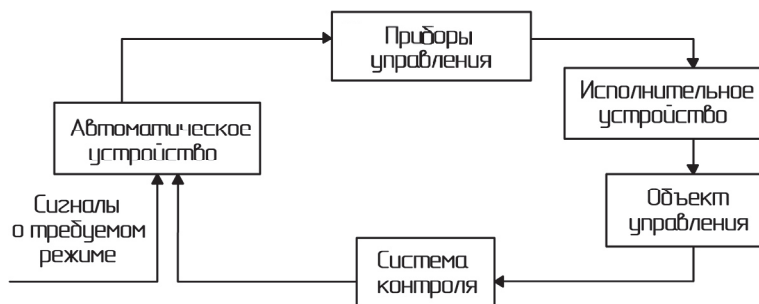 Приборы
управления
Исполнительное
устройство
Автоматическое
устройство
Объект
управления
Сигналы
о требуемом
режиме
Система
контроля